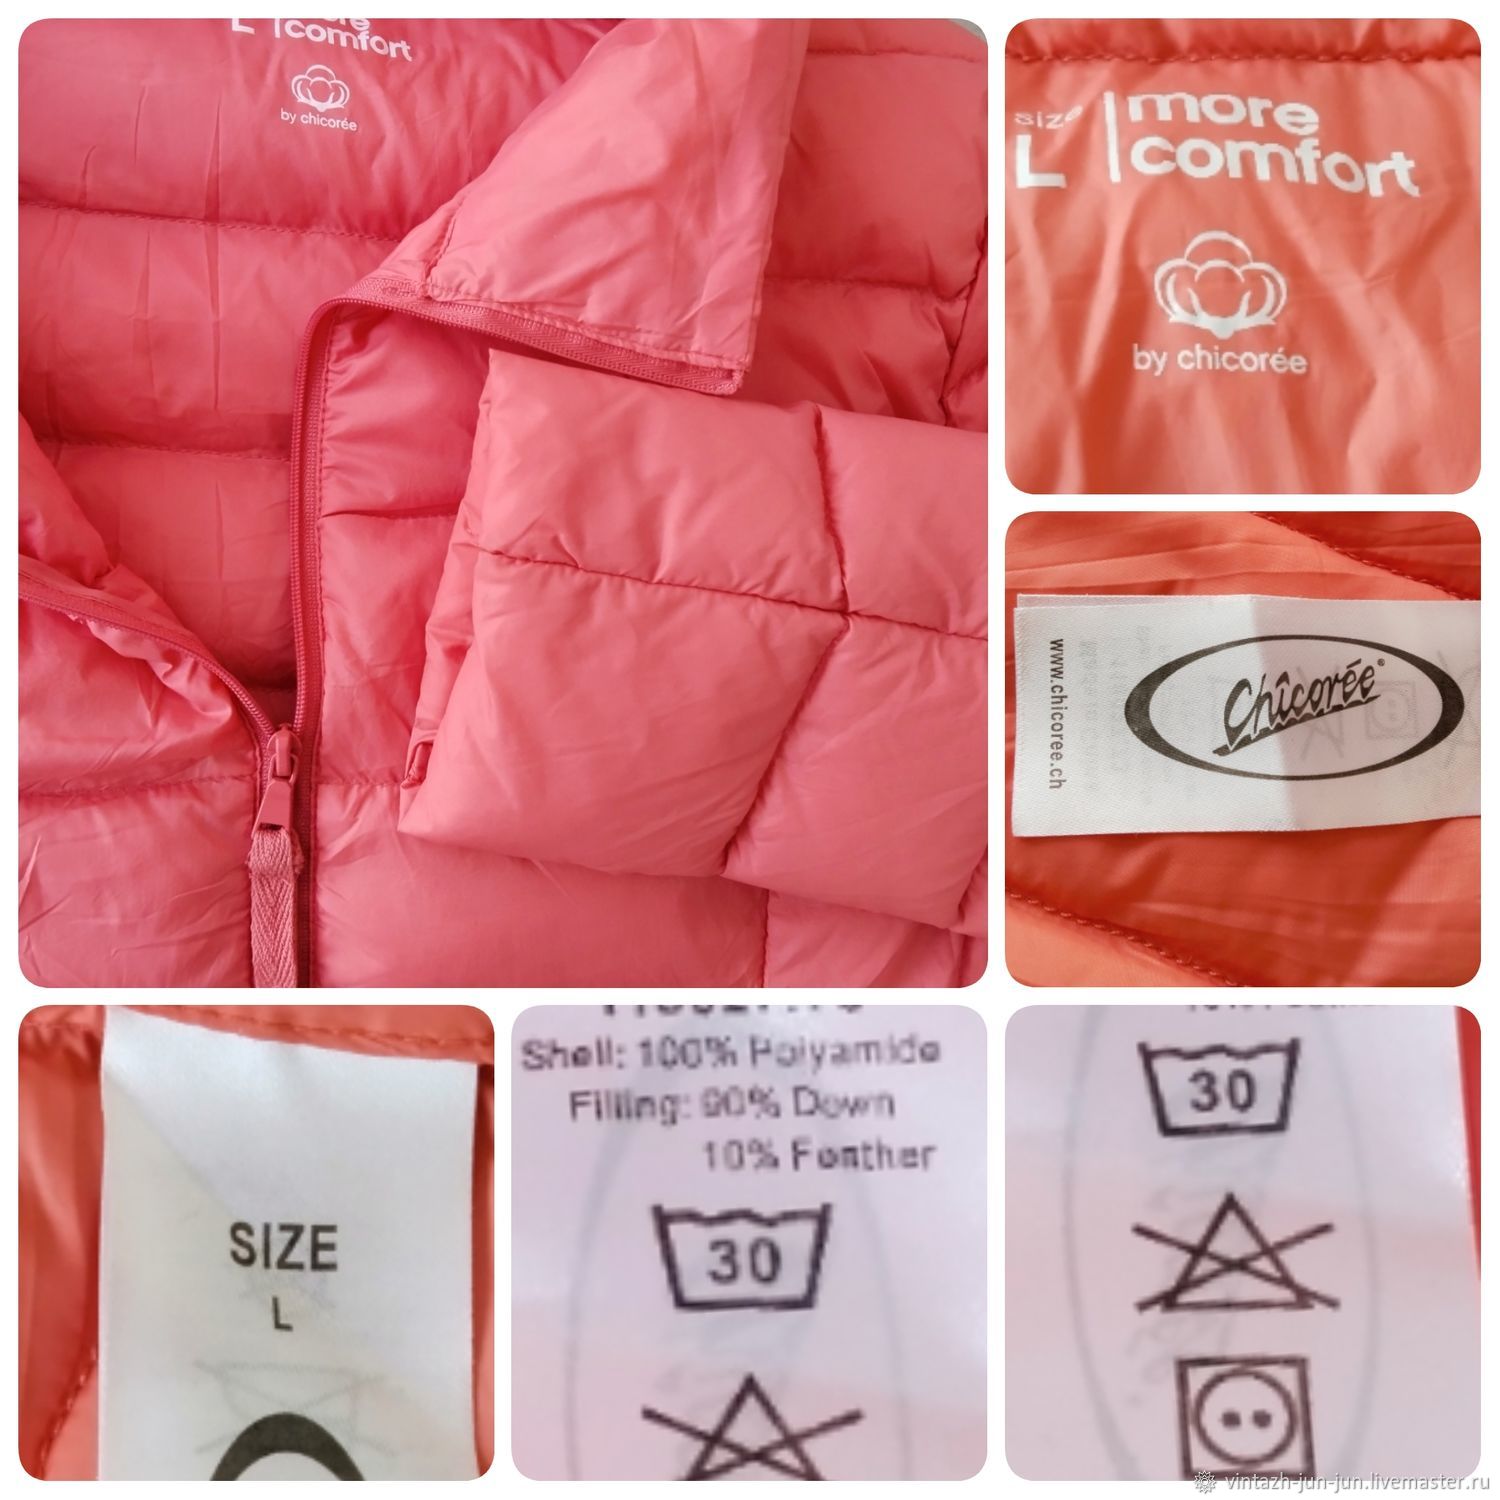 comfort
by chicorée
size
L
more
comfort
by chicorée
www.chicoree.ch
Chicorée®
SIZE
L
Shell: 100% Polyamide
Filling: 90% Down
10% Feather
30
30
vintazh-jun-jun.livemaster.ru